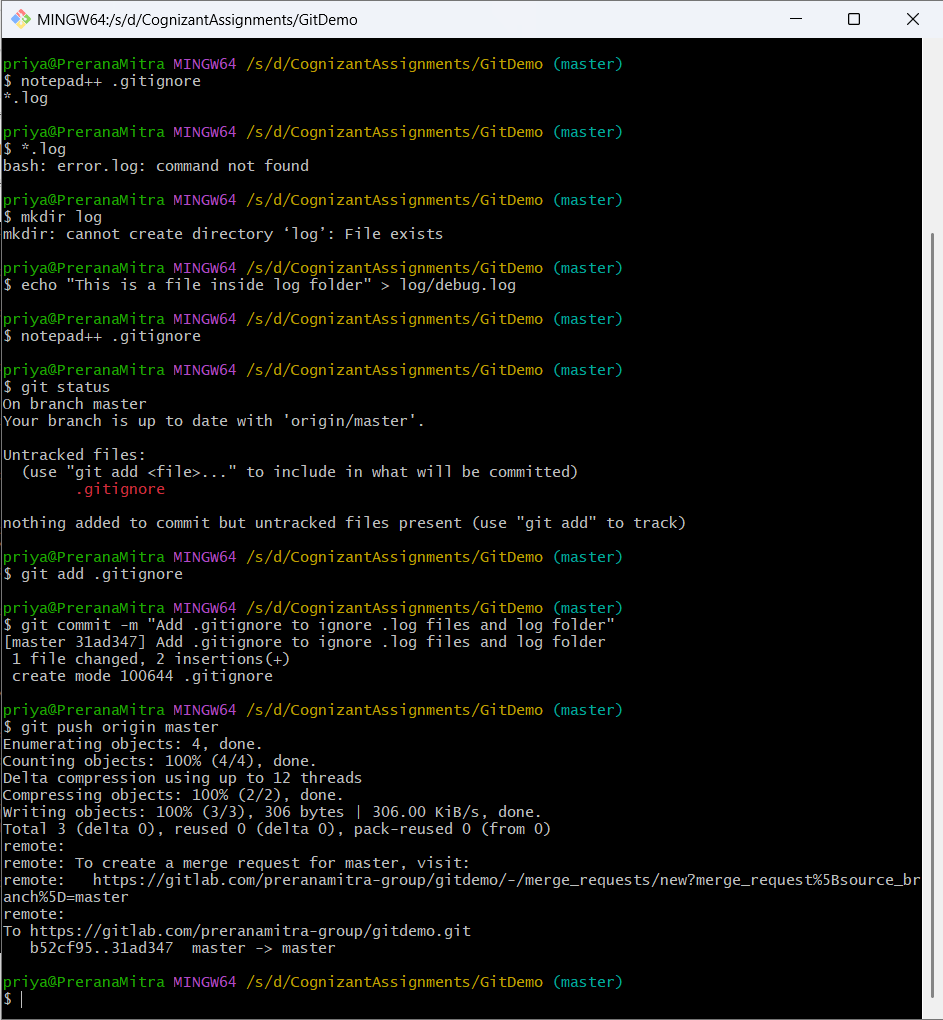 MINGW64:/s/d/CognizantAssignments/GitDemo
priya@PreranaMitra MINGW64 /s/d/CognizantAssignments/GitDemo (master)
$ notepad++ .gitignore
*.log
priya@PreranaMitra MINGW64 /s/d/CognizantAssignments/GitDemo (master)
$ *.log
bash: error.log: command not found
priya@PreranaMitra MINGW64 /s/d/CognizantAssignments/GitDemo (master)
$ mkdir log
mkdir: cannot create directory ‘log’: File exists
priya@PreranaMitra MINGW64 /s/d/CognizantAssignments/GitDemo (master)
$ echo "This is a file inside log folder" > log/debug.log
priya@PreranaMitra MINGW64 /s/d/CognizantAssignments/GitDemo (master)
$ notepad++ .gitignore
priya@PreranaMitra MINGW64 /s/d/CognizantAssignments/GitDemo (master)
$ git status
On branch master
Your branch is up to date with 'origin/master'.
Untracked files:
  (use "git add <file>..." to include in what will be committed)
        .gitignore
nothing added to commit but untracked files present (use "git add" to track)
priya@PreranaMitra MINGW64 /s/d/CognizantAssignments/GitDemo (master)
$ git add .gitignore
priya@PreranaMitra MINGW64 /s/d/CognizantAssignments/GitDemo (master)
$ git commit -m "Add .gitignore to ignore .log files and log folder"
[master 31ad347] Add .gitignore to ignore .log files and log folder
 1 file changed, 2 insertions(+)
 create mode 100644 .gitignore
priya@PreranaMitra MINGW64 /s/d/CognizantAssignments/GitDemo (master)
$ git push origin master
Enumerating objects: 4, done.
Counting objects: 100% (4/4), done.
Delta compression using up to 12 threads
Compressing objects: 100% (2/2), done.
Writing objects: 100% (3/3), 306 bytes | 306.00 KiB/s, done.
Total 3 (delta 0), reused 0 (delta 0), pack-reused 0 (from 0)
remote:
remote: To create a merge request for master, visit:
remote:   https://gitlab.com/preranamitra-group/gitdemo/-/merge_requests/new?merge_request%5Bsource_br
anch%5D=master
remote:
To https://gitlab.com/preranamitra-group/gitdemo.git
   b52cf95..31ad347  master -> master
priya@PreranaMitra MINGW64 /s/d/CognizantAssignments/GitDemo (master)
$